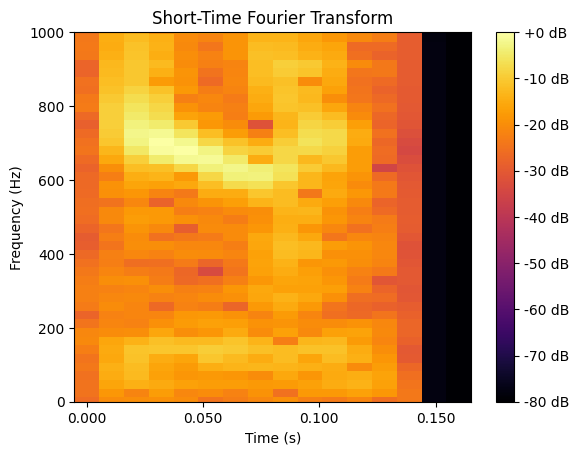 Short-Time Fourier Transform
1000
800
600
400
200
0
Frequency (Hz)
0.000
0.050
0.100
0.150
Time (s)
+0 dB
-10 dB
-20 dB
-30 dB
-40 dB
-50 dB
-60 dB
-70 dB
-80 dB